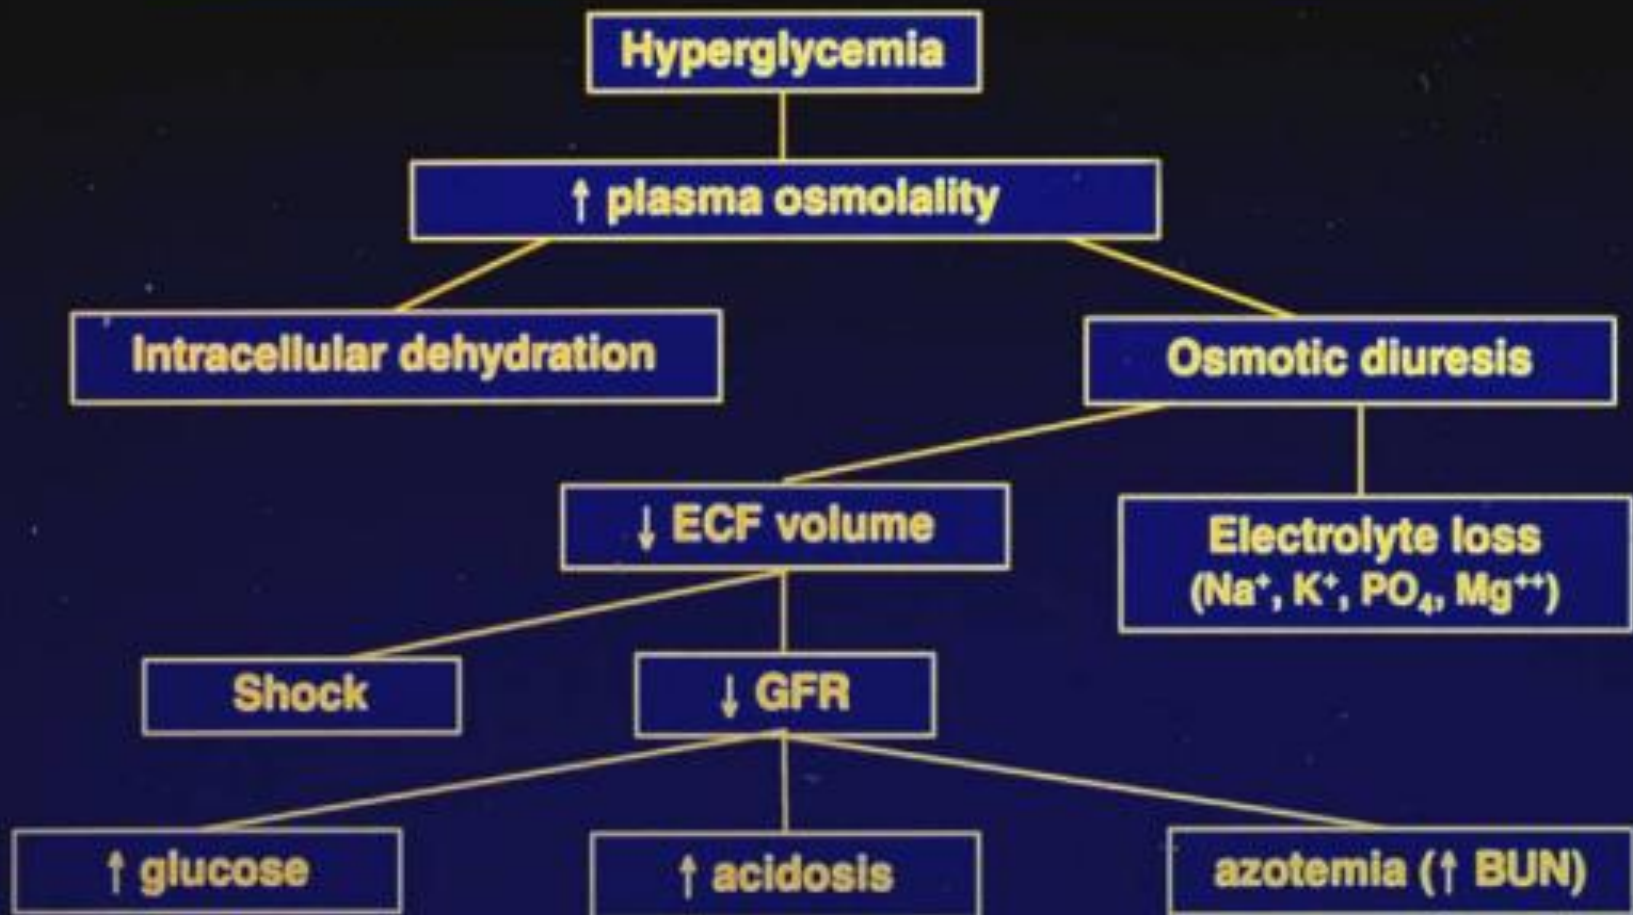 Hyperglycemia
↑ plasma osmolality
Intracellular dehydration
Osmotic diuresis
↓ ECF volume
Electrolyte loss
(Na⁺, K⁺, PO₄, Mg⁺⁺)
Shock
↓ GFR
↑ glucose
↑ acidosis
azotemia (↑ BUN)